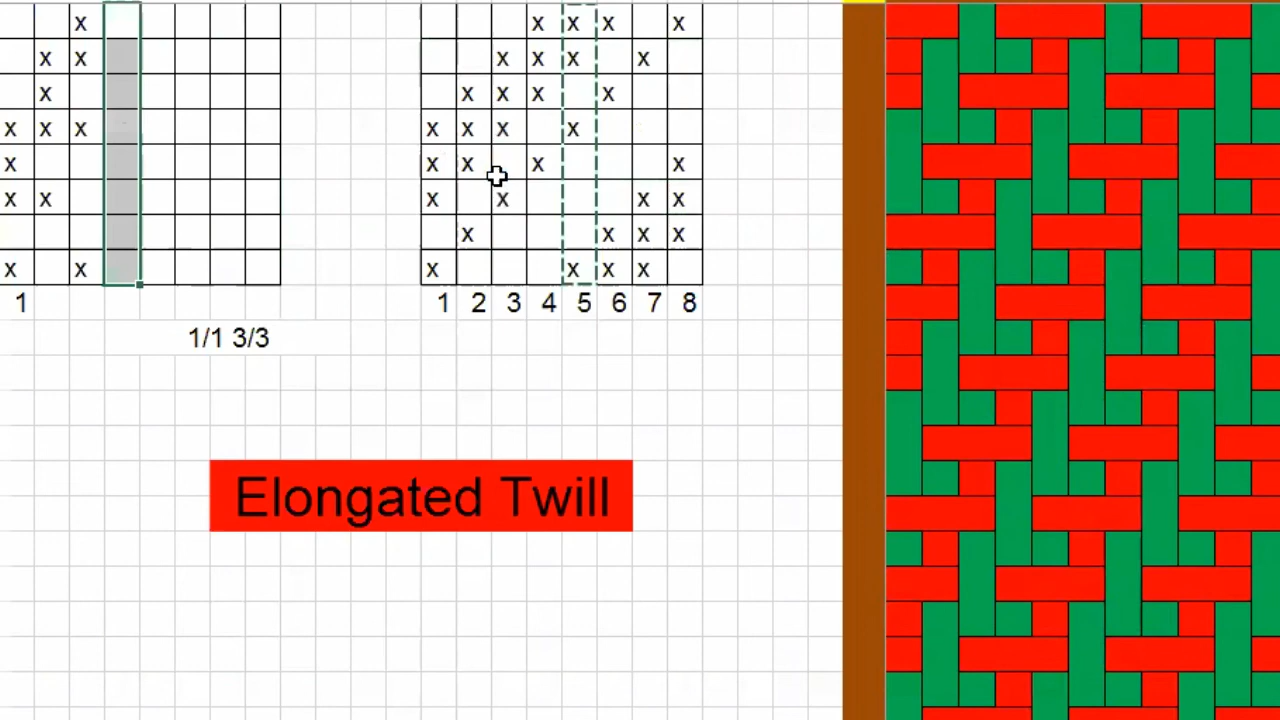 x x x x x
x x x x x x
x x x x x
x x x x x x x
x x x x x
x x x x x x
x x x x
x x x x x x
1 1 2 3 4 5 6 7 8
1/1 3/3
Elongated Twill